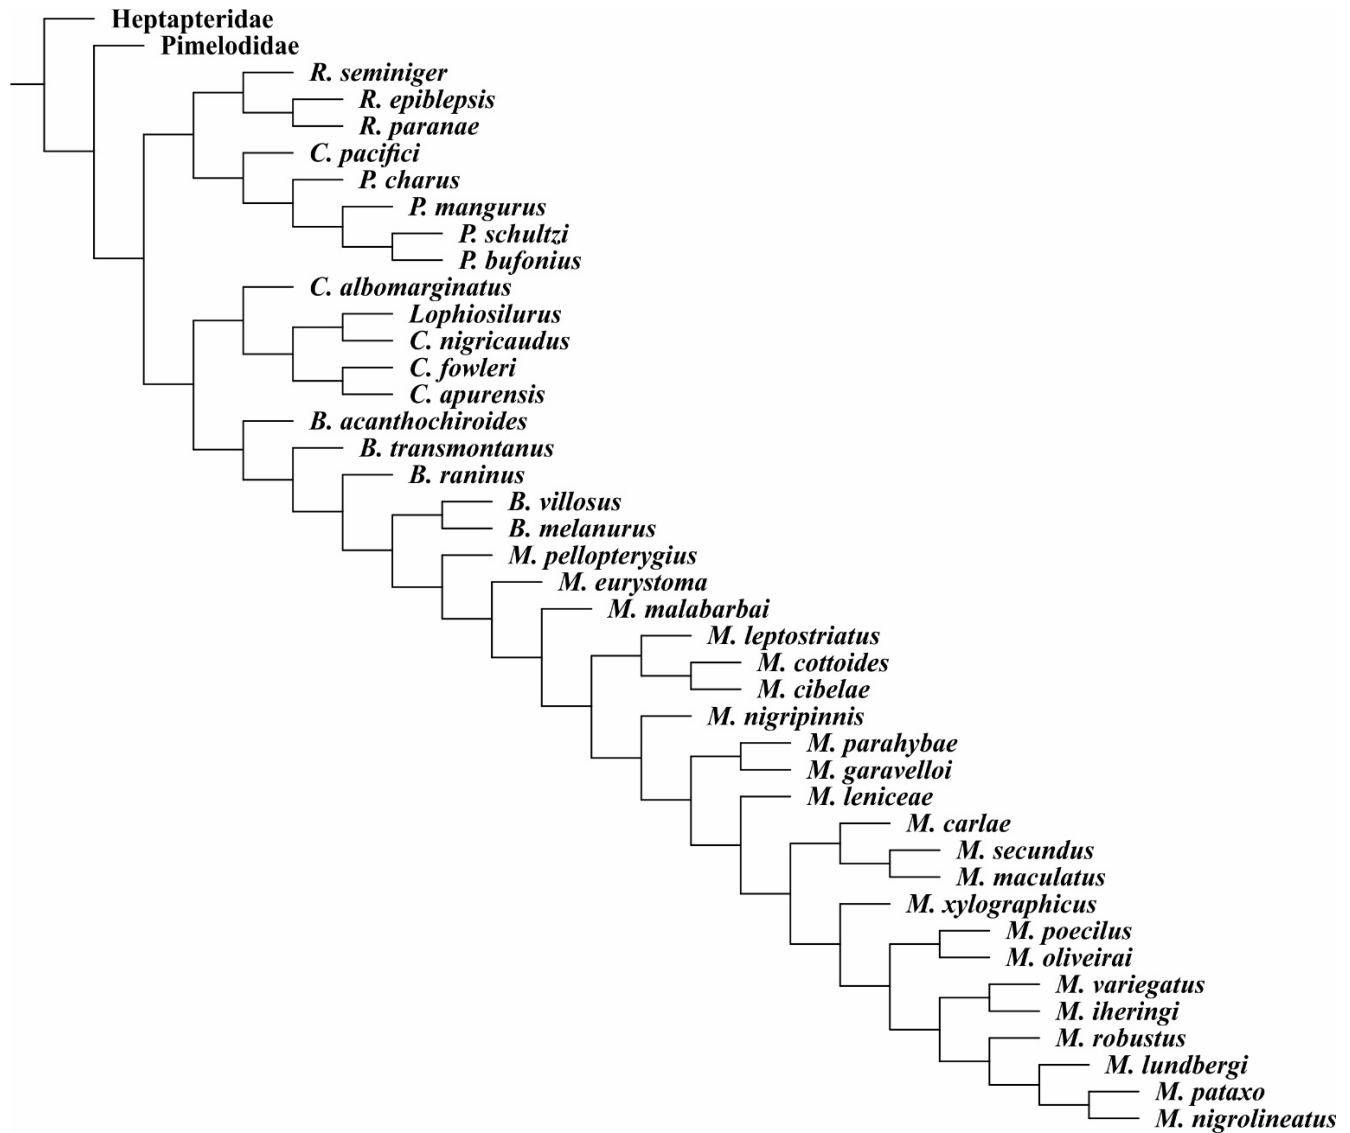 Heptapteridae
Pimelodidae
R. seminiger
R. epiblepsis
R. paranae
C. pacifici
P. charus
P. mangurus
P. schultzi
P. bufonius
C. albomarginatus
Lophiosilurus
C. nigricaudus
C. fowleri
C. apurensis
B. acanthochiroides
B. transmontanus
B. raninus
B. villosus
B. melanurus
M. pellopterygius
M. eurystoma
M. malabarbai
M. leptostriatus
M. cottoides
M. cibelae
M. nigripinnis
M. parahybae
M. garavelloi
M. leniceae
M. carlae
M. secundus
M. maculatus
M. xylographicus
M. poecilus
M. oliveirai
M. variegatus
M. iheringi
M. robustus
M. lundbergi
M. pataxo
M. nigrolineatus